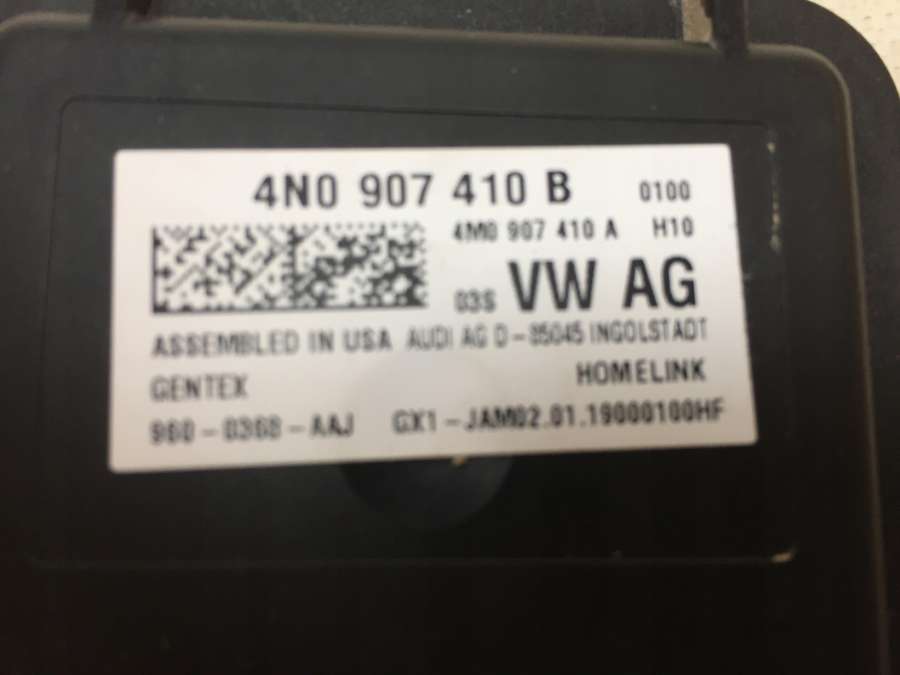 4N0 907 410 B 0100
4M0 907 410 A H10
03S VW AG
ASSEMBLED IN USA AUDI AG D-85045 INGOLSTADT
GENTEX HOMELINK
960-0368-AAJ GX1-JAM02.01.19000100HF